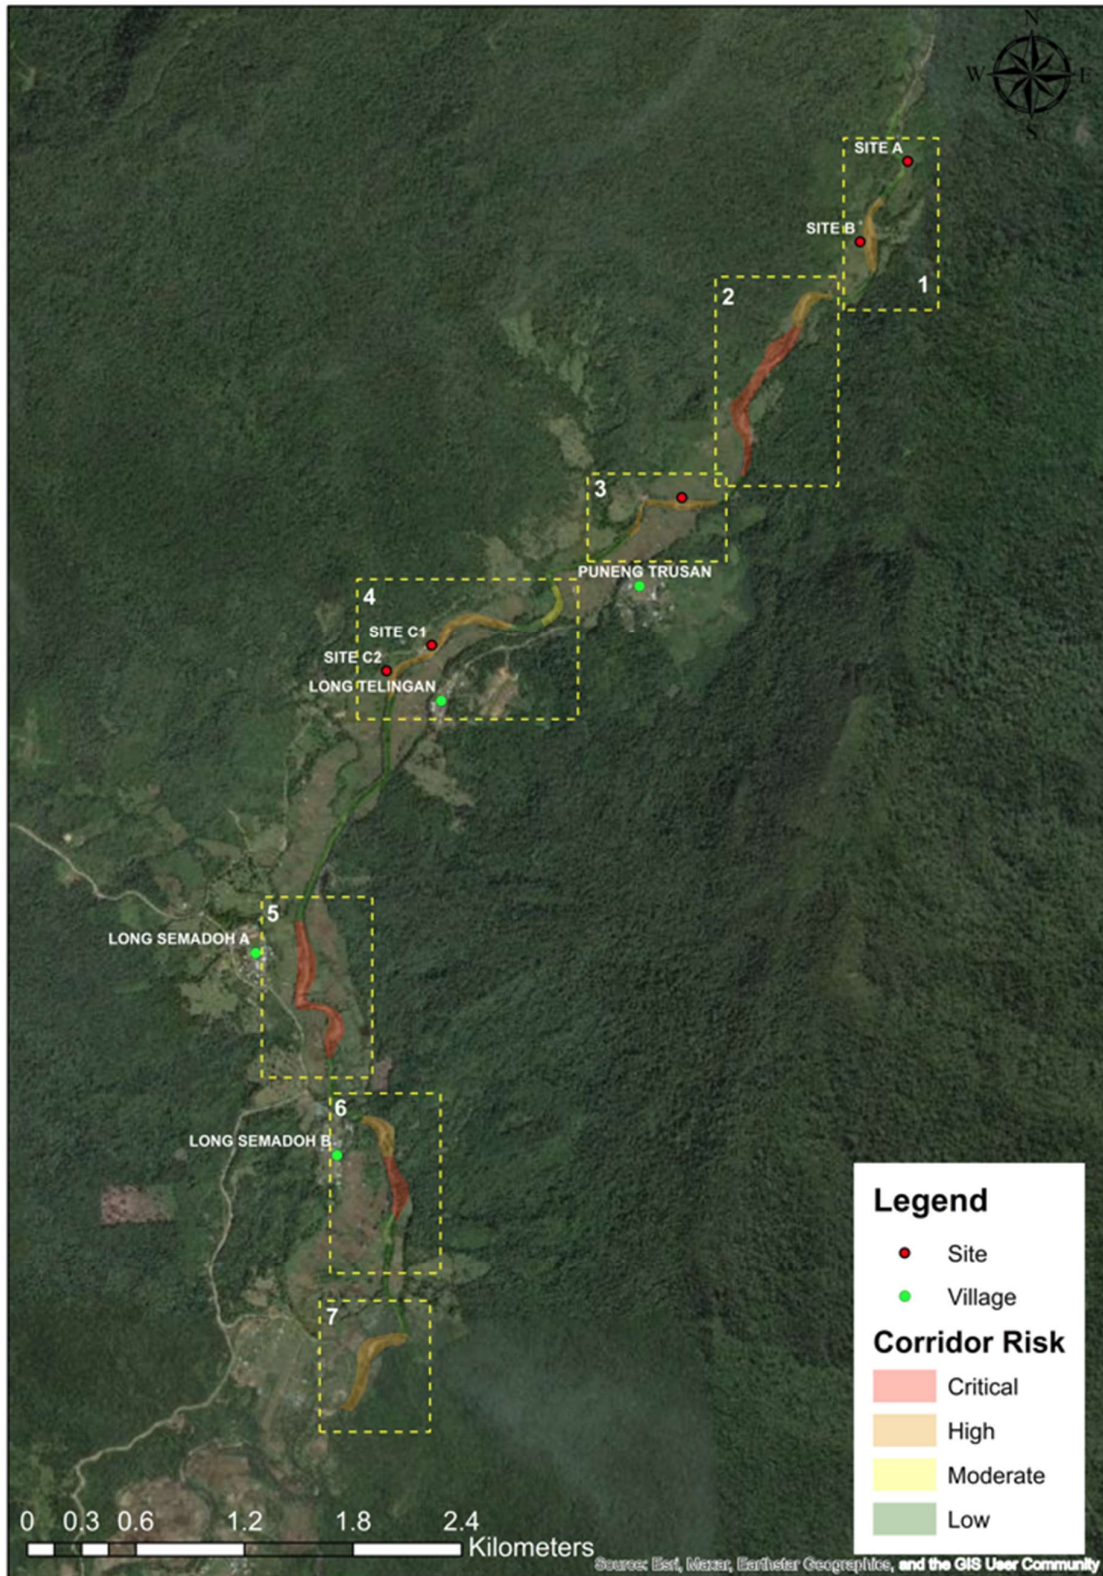 N
W E
S
SITE A
SITE B
1
2
3
PUNENG TRUSAN
4
SITE C1
SITE C2
LONG TELINGAN
5
LONG SEMADOH A
6
LONG SEMADOH B
7
Legend
Site
Village
Corridor Risk
Critical
High
Moderate
Low
0 0.3 0.6 1.2 1.8 2.4
Kilometers
Source: Esri, Maxar, Earthstar Geographics, and the GIS User Community